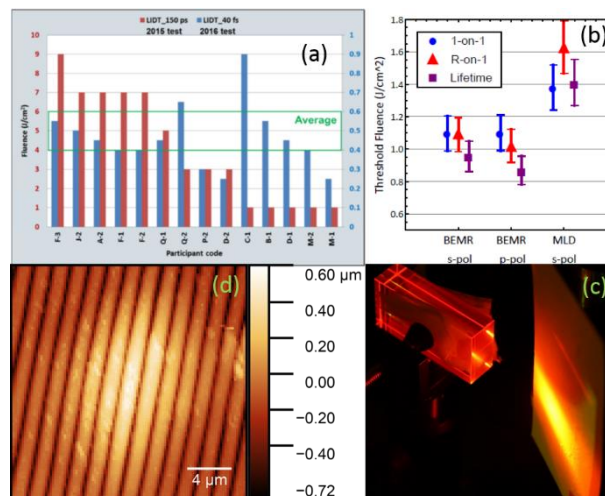 LIDT_150 ps
LIDT_40 fs
2015 test
2016 test
(a)
Fluence (J/cm²)
10
9
8
7
6
5
4
3
2
1
0
1
0.9
0.8
0.7
0.6
0.5
0.4
0.3
0.2
0.1
0
Average
F-3
J-2
A-2
F-1
F-2
Q-1
Q-2
P-2
D-2
C-1
B-1
D-1
M-2
M-1
Participant code
(b)
1-on-1
R-on-1
Lifetime
Threshold Fluence (J/cm^2)
1.8
1.6
1.4
1.2
1.0
0.8
0.6
BEMR
s-pol
BEMR
p-pol
MLD
s-pol
(d)
4 µm
0.60 µm
0.40
0.20
0.00
−0.20
−0.40
−0.72
(c)